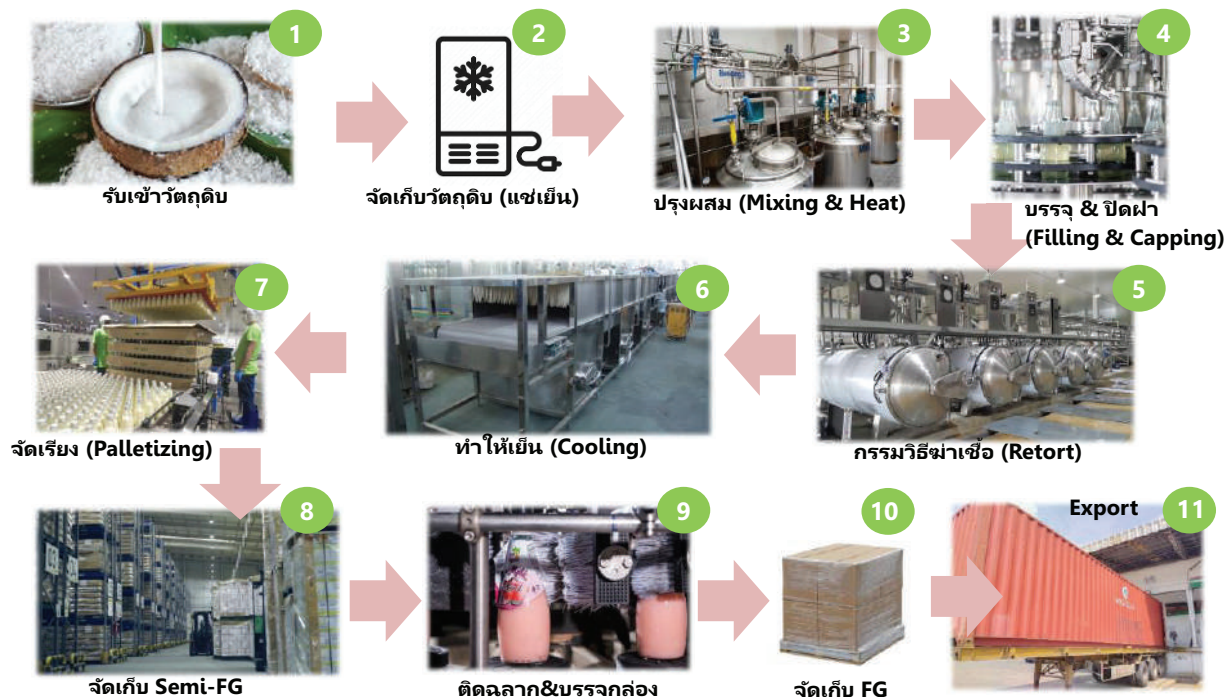 1
รับเข้าวัตถุดิบ
2
จัดเก็บวัตถุดิบ (แช่เย็น)
3
ปรุงผสม (Mixing & Heat)
4
บรรจุ & ปิดฝา
(Filling & Capping)
5
กรรมวิธีฆ่าเชื้อ (Retort)
6
ทำให้เย็น (Cooling)
7
จัดเรียง (Palletizing)
8
จัดเก็บ Semi-FG
9
ติดฉลาก&บรรจุกล่อง
10
จัดเก็บ FG
Export
11